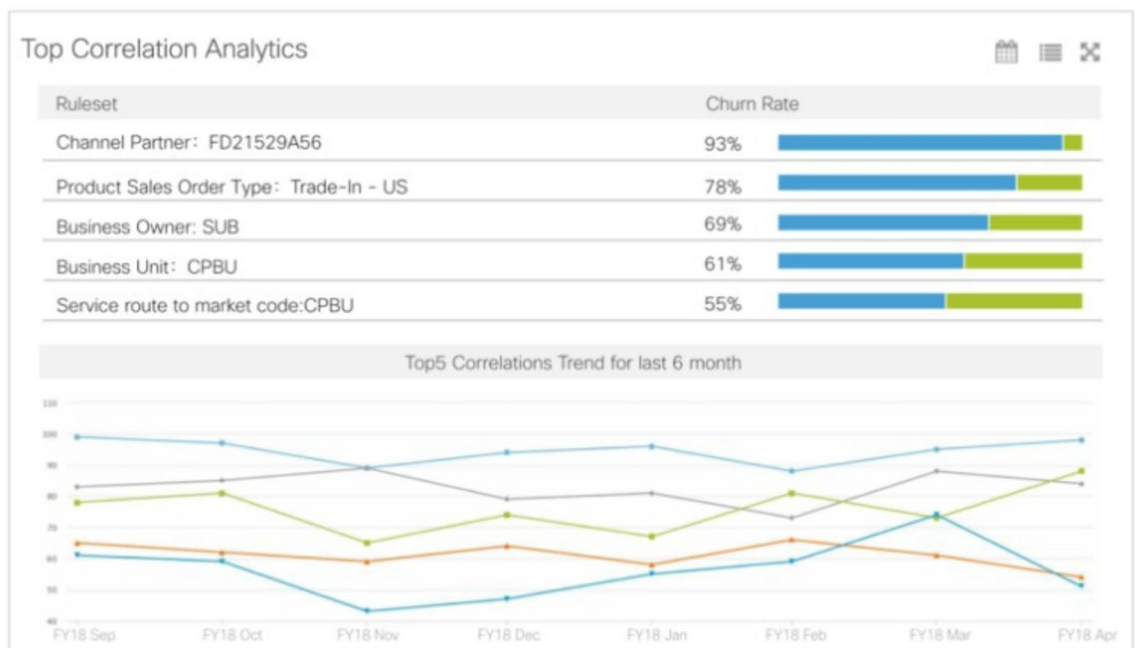 Top Correlation Analytics
Ruleset Churn Rate
Channel Partner: FD21529A56 93%
Product Sales Order Type: Trade-In - US 78%
Business Owner: SUB 69%
Business Unit: CPBU 61%
Service route to market code:CPBU 55%
Top5 Correlations Trend for last 6 month
110
100
90
80
70
60
50
40
FY18 Sep FY18 Oct FY18 Nov FY18 Dec FY18 Jan FY18 Feb FY18 Mar FY18 Apr